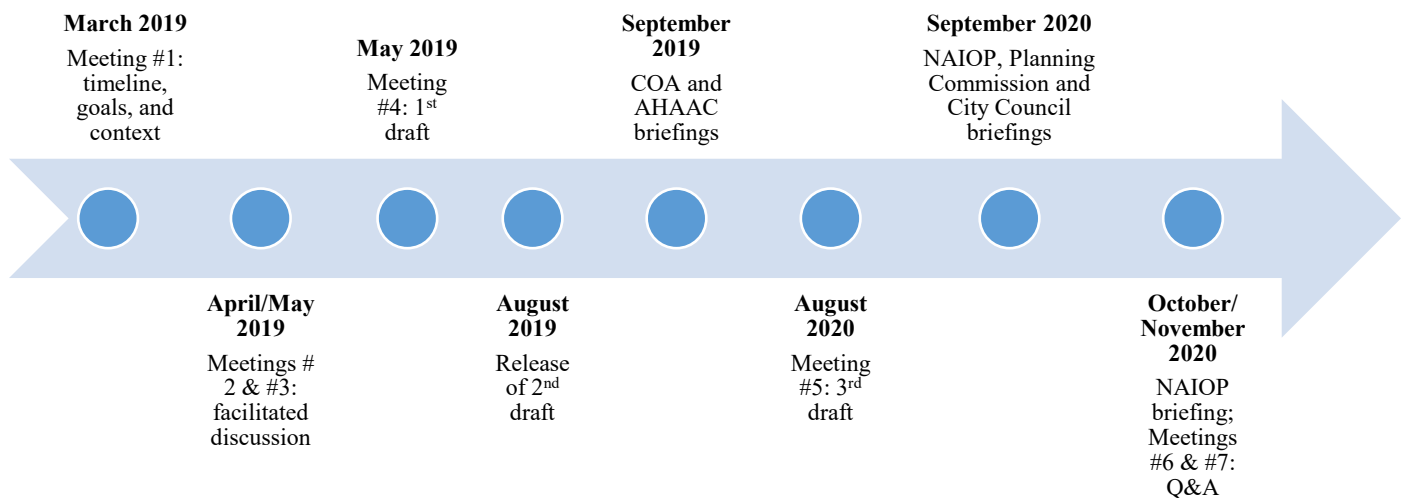 March 2019
Meeting #1:
timeline,
goals, and
context
April/May
2019
Meetings #
2 & #3:
facilitated
discussion
May 2019
Meeting
#4: 1st
draft
August
2019
Release
of 2nd
draft
September
2019
COA and
AHAAC
briefings
August
2020
Meeting
#5: 3rd
draft
September 2020
NAIOP, Planning
Commission and
City Council
briefings
October/
November
2020
NAIOP
briefing;
Meetings
#6 & #7:
Q&A